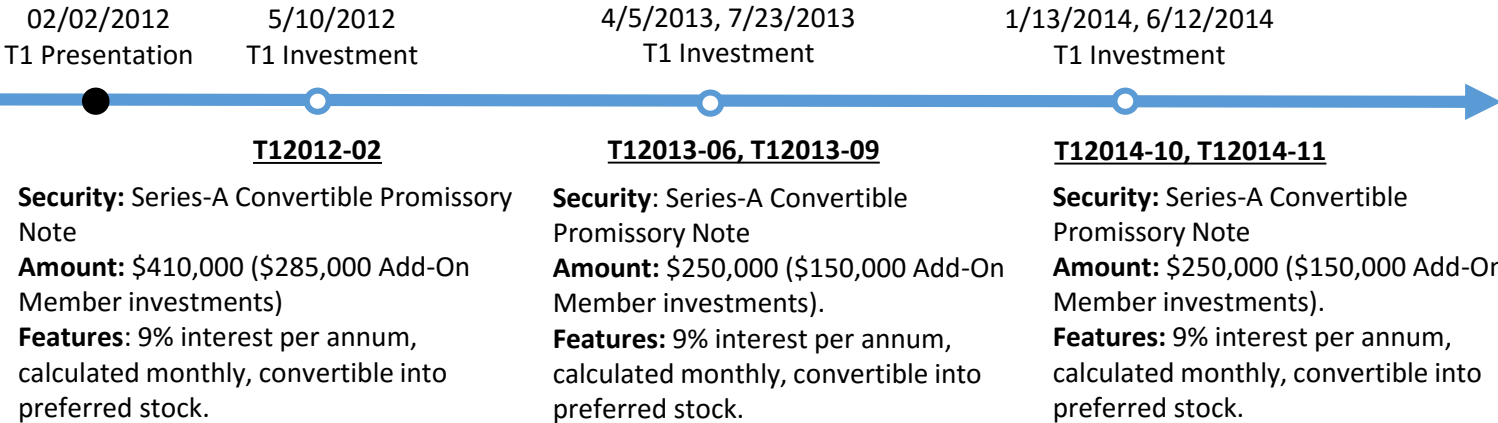 02/02/2012
T1 Presentation
5/10/2012
T1 Investment
4/5/2013, 7/23/2013
T1 Investment
1/13/2014, 6/12/2014
T1 Investment
T12012-02
Security: Series-A Convertible Promissory
Note
Amount: $410,000 ($285,000 Add-On
Member investments)
Features: 9% interest per annum,
calculated monthly, convertible into
preferred stock.
T12013-06, T12013-09
Security: Series-A Convertible
Promissory Note
Amount: $250,000 ($150,000 Add-On
Member investments).
Features: 9% interest per annum,
calculated monthly, convertible into
preferred stock.
T12014-10, T12014-11
Security: Series-A Convertible
Promissory Note
Amount: $250,000 ($150,000 Add-On
Member investments).
Features: 9% interest per annum,
calculated monthly, convertible into
preferred stock.